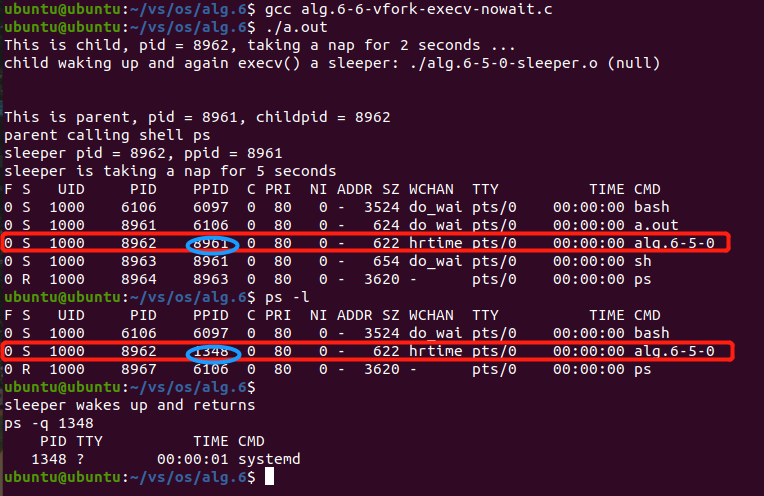 ubuntu@ubuntu:~/vs/os/alg.6$ gcc alg.6-6-vfork-execv-nowait.c
ubuntu@ubuntu:~/vs/os/alg.6$ ./a.out
This is child, pid = 8962, taking a nap for 2 seconds ...
child waking up and again execv() a sleeper: ./alg.6-5-0-sleeper.o (null)
This is parent, pid = 8961, childpid = 8962
parent calling shell ps
sleeper pid = 8962, ppid = 8961
sleeper is taking a nap for 5 seconds
F S   UID     PID    PPID  C PRI  NI ADDR SZ WCHAN  TTY          TIME CMD
0 S  1000    6106    6097  0  80   0 -  3524 do_wai pts/0    00:00:00 bash
0 S  1000    8961    6106  0  80   0 -   624 do_wai pts/0    00:00:00 a.out
0 S  1000    8962    8961  0  80   0 -   622 hrtime pts/0    00:00:00 alg.6-5-0
0 S  1000    8963    8961  0  80   0 -   654 do_wai pts/0    00:00:00 sh
0 R  1000    8964    8963  0  80   0 -  3620 -      pts/0    00:00:00 ps
ubuntu@ubuntu:~/vs/os/alg.6$ ps -l
F S   UID     PID    PPID  C PRI  NI ADDR SZ WCHAN  TTY          TIME CMD
0 S  1000    6106    6097  0  80   0 -  3524 do_wai pts/0    00:00:00 bash
0 S  1000    8962    1348  0  80   0 -   622 hrtime pts/0    00:00:00 alg.6-5-0
0 R  1000    8967    6106  0  80   0 -  3620 -      pts/0    00:00:00 ps
ubuntu@ubuntu:~/vs/os/alg.6$
sleeper wakes up and returns
ps -q 1348
    PID TTY          TIME CMD
   1348 ?        00:00:01 systemd
ubuntu@ubuntu:~/vs/os/alg.6$